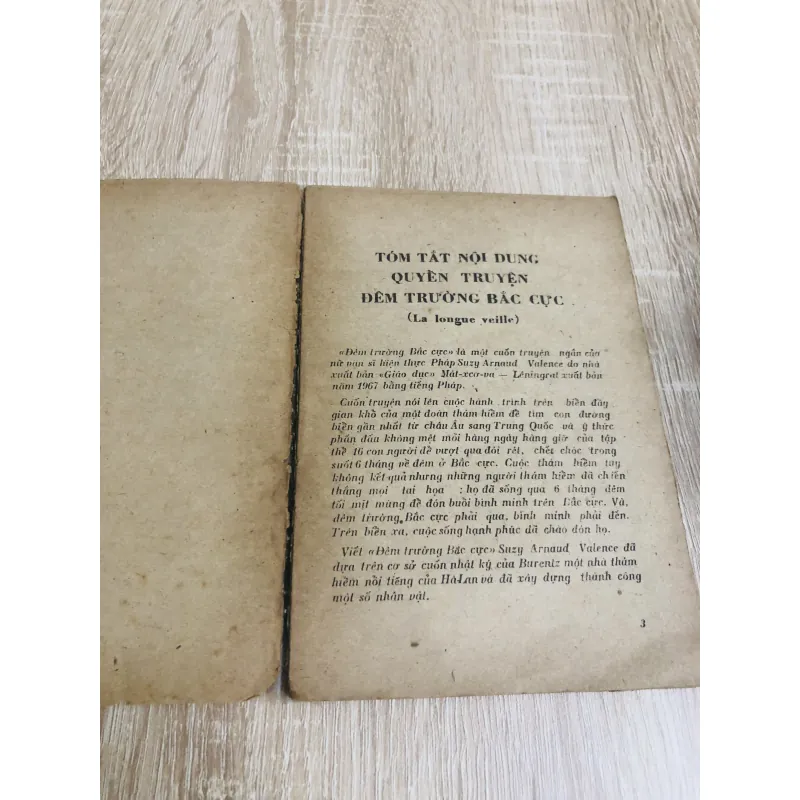 TÓM TẮT NỘI DUNG
QUYỀN TRUYỆN
ĐÊM TRƯỜNG BẮC CỰC
(La longue veille)
«Đêm trường Bắc cực» là một cuốn truyện ngắn của
nữ văn sĩ hiện thực Pháp Suzy Arnaud Valence do nhà
xuất bản «Giáo dục» Mát-xcơ-va — Lêningrat xuất bản
năm 1967 bằng tiếng Pháp.
Cuốn truyện nói lên cuộc hành trình trên biển đầy
gian khổ của một đoàn thám hiểm để tìm con đường
biển gần nhất từ châu Âu sang Trung Quốc và ý thức
phấn đấu không mệt mỏi hàng ngày hàng giờ của tập
thể 16 con người để vượt qua đói rét, chết chóc trong
suốt 6 tháng về đêm ở Bắc cực. Cuộc thám hiểm tuy
không kết quả nhưng những người thám hiểm đã chiến
thắng mọi tai họa ; họ đã sống qua 6 tháng đêm
tối mịt mùng để đón buổi bình minh trên Bắc cực. Và,
đêm trường Bắc cực phải qua, bình minh phải đến.
Trên biển xa, cuộc sống hạnh phúc đã chào đón họ.
Viết «Đêm trường Bắc cực» Suzy Arnaud Valence đã
dựa trên cơ sở cuốn nhật ký của Barentz một nhà thám
hiểm nổi tiếng của Hà-Lan và đã xây dựng thành công
một số nhân vật.
3